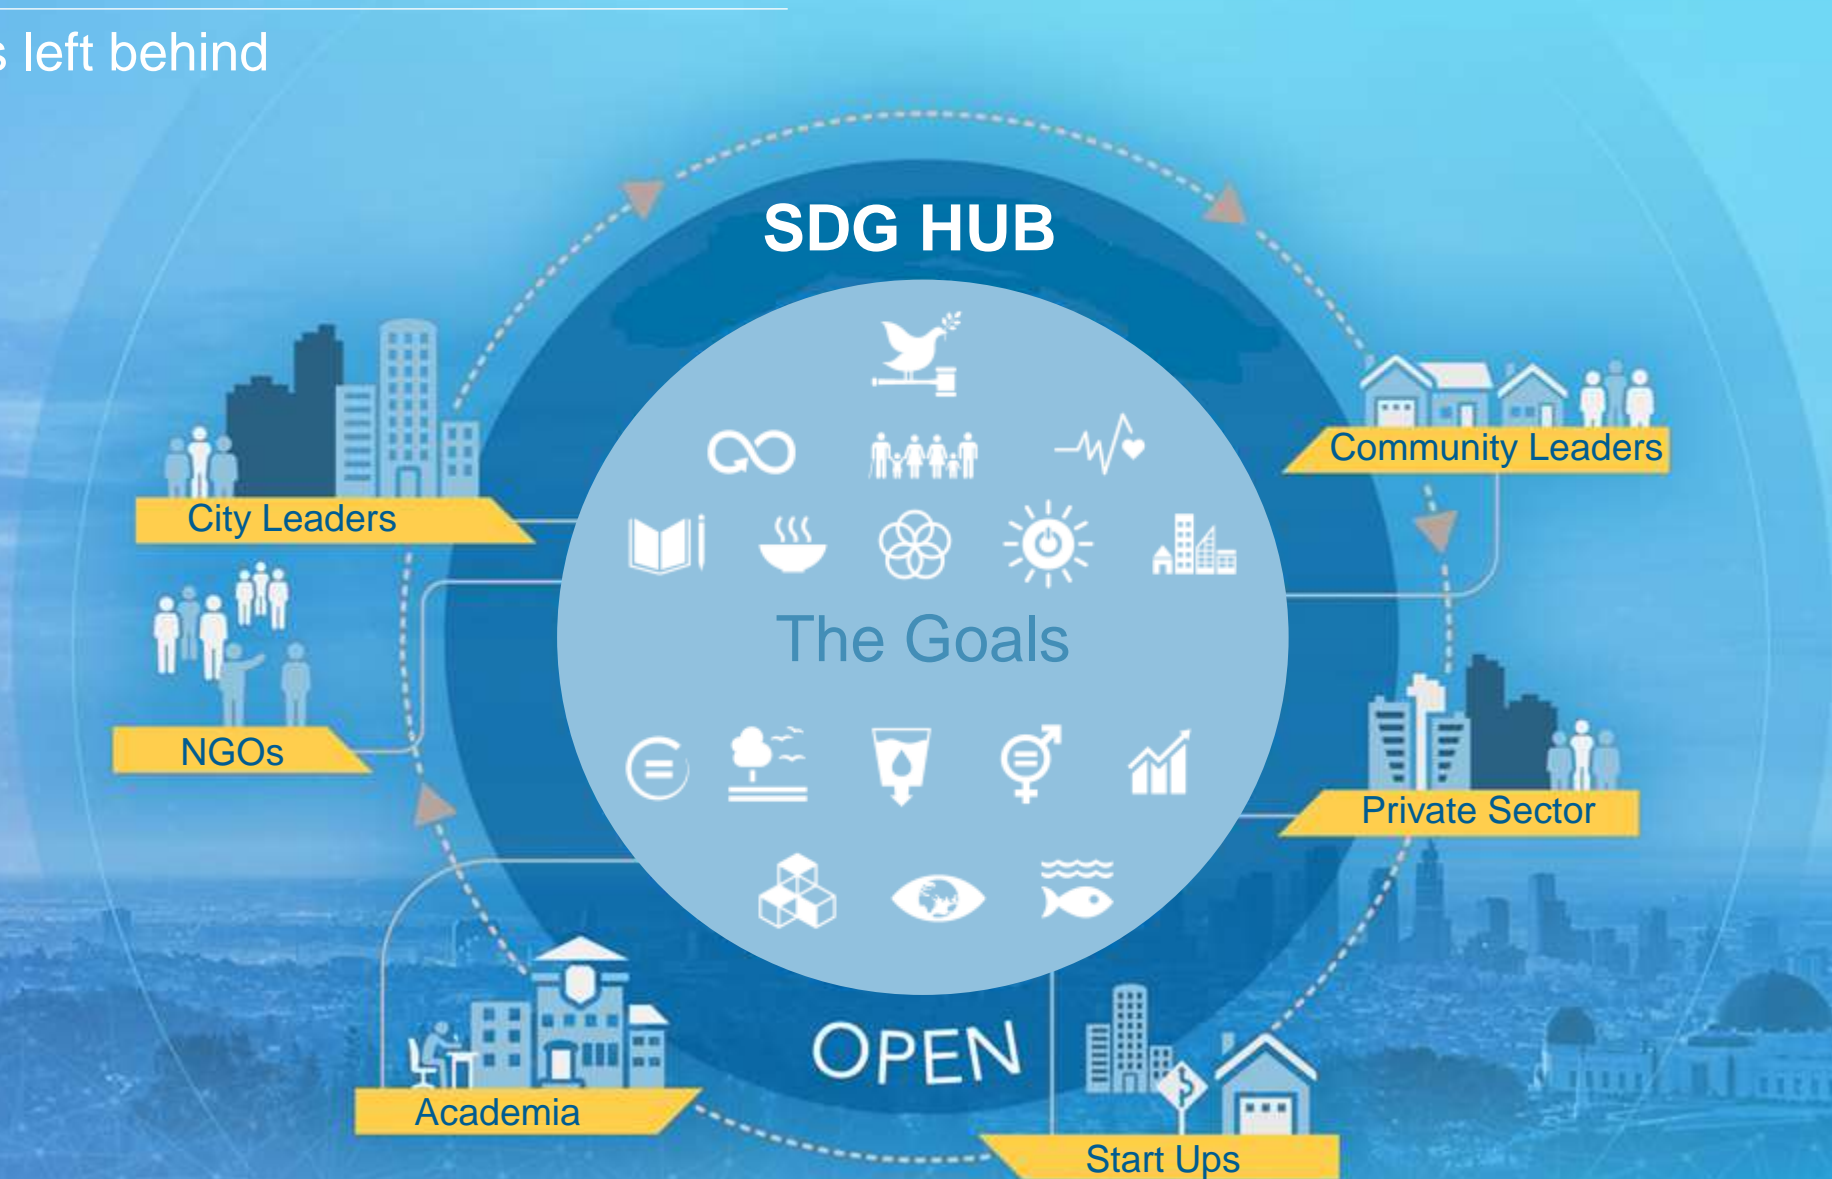 left behind
SDG HUB
Community Leaders
City Leaders
The Goals
NGOs
Private Sector
OPEN
Academia
Start Ups